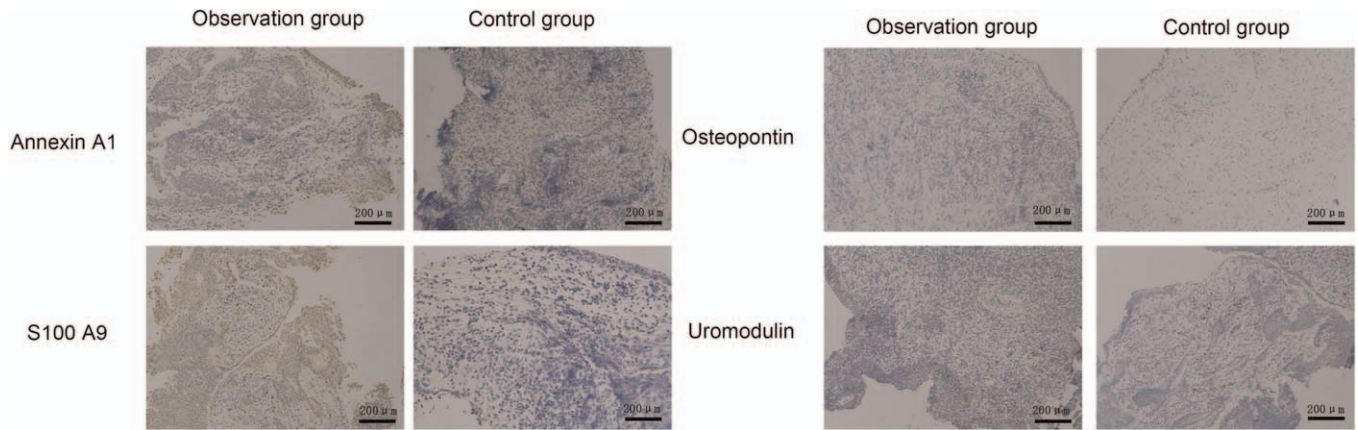 Observation group Control group Observation group Control group
Annexin A1 200 μm 200 μm Osteopontin 200 μm 200 μm
S100 A9 200 μm 200 μm Uromodulin 200 μm 200 μm